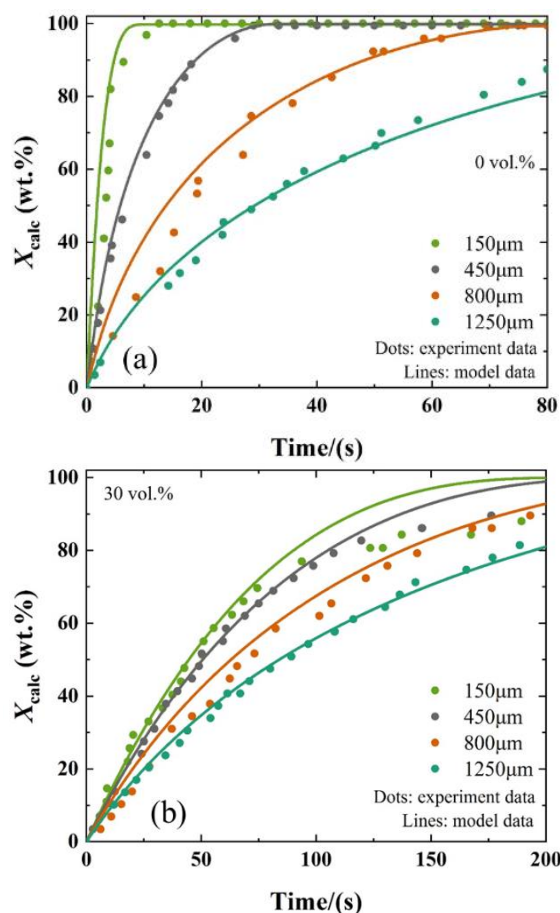 100
80
60
40
20
0
X_calc (wt.%)
0 vol.%
150μm
450μm
800μm
1250μm
Dots: experiment data
Lines: model data
(a)
0 20 40 60 80
Time/(s)
30 vol.%
100
80
60
40
20
0
X_calc (wt.%)
150μm
450μm
800μm
1250μm
Dots: experiment data
Lines: model data
(b)
0 50 100 150 200
Time/(s)